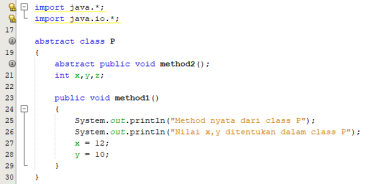 import java.*;
import java.io.*;
17
abstract class P
19 {
abstract public void method2();
21 int x,y,z;
22
23 public void method1()
24 {
25 System.out.println("Method nyata dari class P");
26 System.out.println("Nilai x,y ditentukan dalam class P");
27 x = 12;
28 y = 10;
29 }
30 }